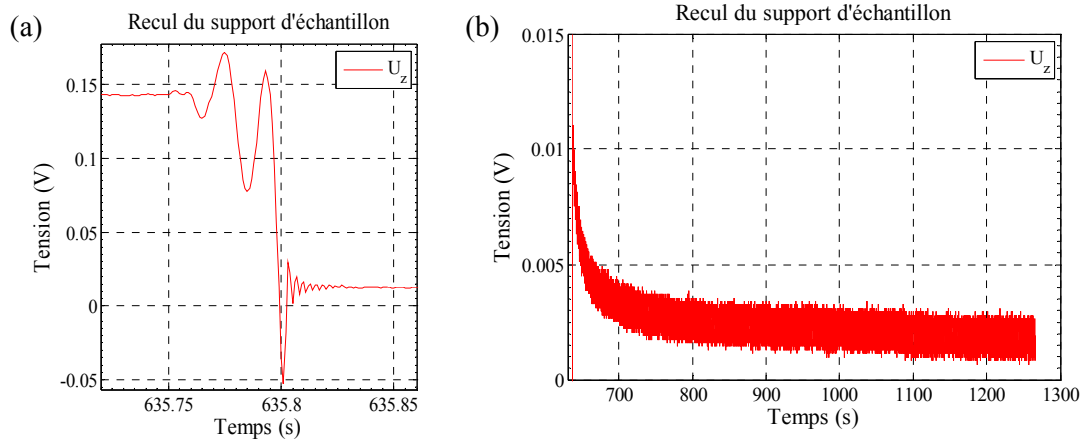 (a)
Recul du support d'échantillon
U_z
0.15
0.1
0.05
0
-0.05
Tension (V)
635.75 635.8 635.85
Temps (s)
(b)
Recul du support d'échantillon
U_z
0.015
0.01
0.005
0
Tension (V)
700 800 900 1000 1100 1200 1300
Temps (s)